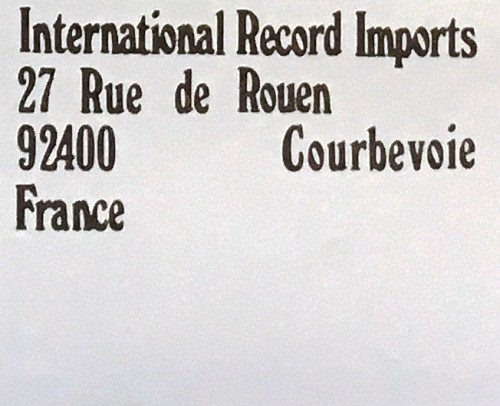 International Record Imports
27 Rue de Rouen
92400 Courbevoie
France